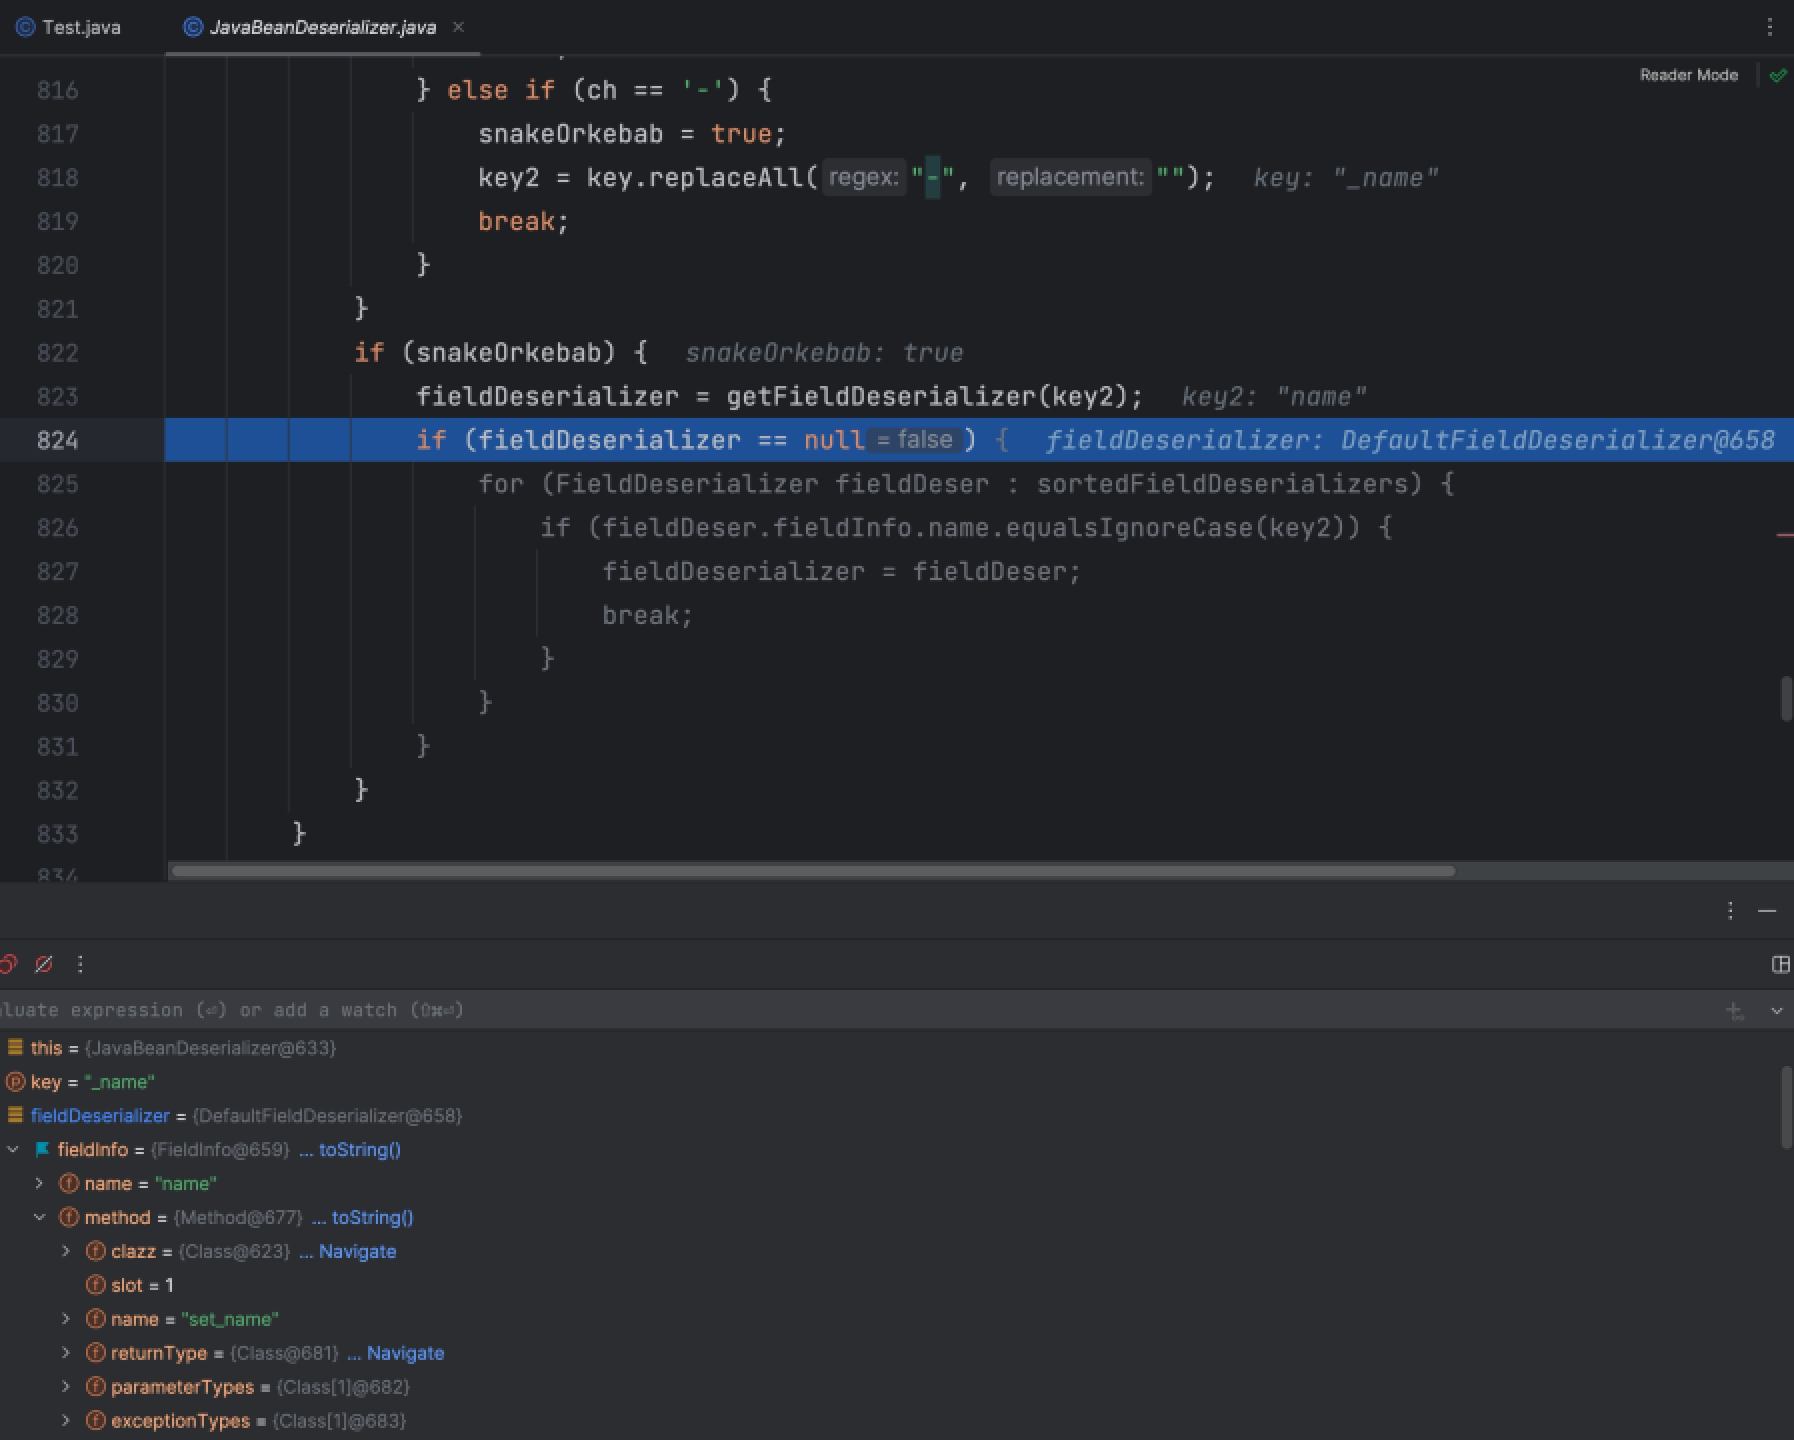 Test.java JavaBeanDeserializer.java
Reader Mode
816 } else if (ch == '-') {
817 snakeOrkebab = true;
818 key2 = key.replaceAll( regex: "-", replacement: ""); key: "_name"
819 break;
820 }
821 }
822 if (snakeOrkebab) { snakeOrkebab: true
823 fieldDeserializer = getFieldDeserializer(key2); key2: "name"
824 if (fieldDeserializer == null = false ) { fieldDeserializer: DefaultFieldDeserializer@658
825 for (FieldDeserializer fieldDeser : sortedFieldDeserializers) {
826 if (fieldDeser.fieldInfo.name.equalsIgnoreCase(key2)) {
827 fieldDeserializer = fieldDeser;
828 break;
829 }
830 }
831 }
832 }
833 }
834
luate expression (⏎) or add a watch (⇧⌘⏎)
this = {JavaBeanDeserializer@633}
key = "_name"
fieldDeserializer = {DefaultFieldDeserializer@658}
fieldInfo = {FieldInfo@659} ... toString()
name = "name"
method = {Method@677} ... toString()
clazz = {Class@623} ... Navigate
slot = 1
name = "set_name"
returnType = {Class@681} ... Navigate
parameterTypes = {Class[1]@682}
exceptionTypes = {Class[1]@683}